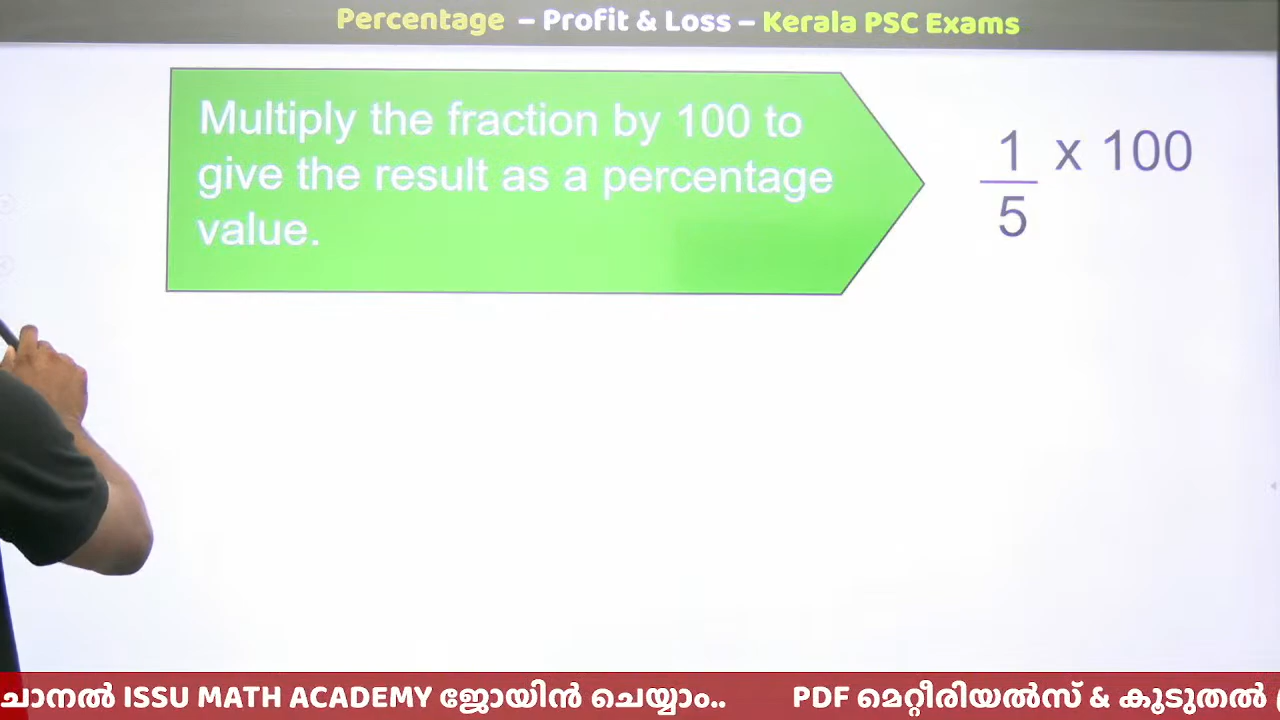 Percentage – Profit & Loss – Kerala PSC Exams
Multiply the fraction by 100 to
give the result as a percentage
value.
1 x 100
5
ചാനൽ ISSU MATH ACADEMY ജോയിൻ ചെയ്യാം.. PDF മെറ്റീരിയൽസ് & കൂടുതൽ